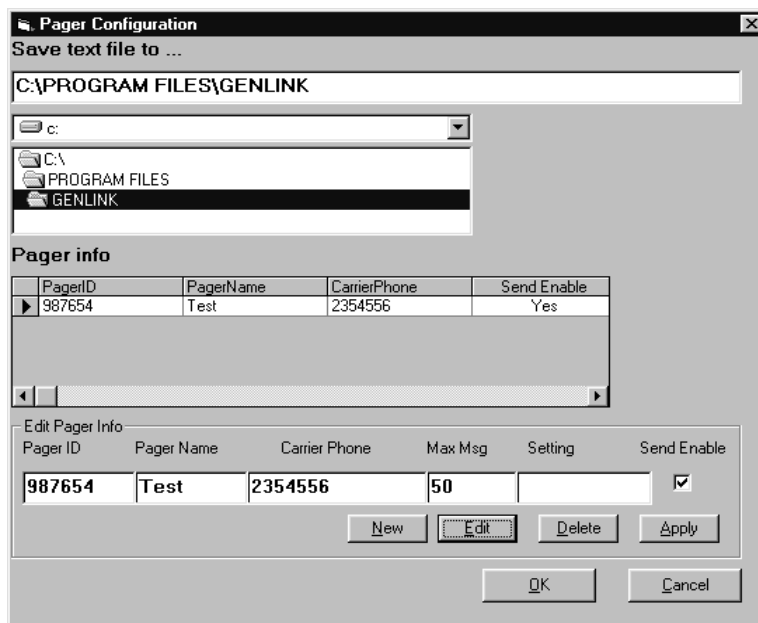 Pager Configuration
Save text file to ...
C:\PROGRAM FILES\GENLINK
c:
C:\
PROGRAM FILES
GENLINK
Pager info
PagerID PagerName CarrierPhone Send Enable
987654 Test 2354556 Yes
Edit Pager Info
Pager ID Pager Name Carrier Phone Max Msg Setting Send Enable
987654 Test 2354556 50
New Edit Delete Apply
OK Cancel